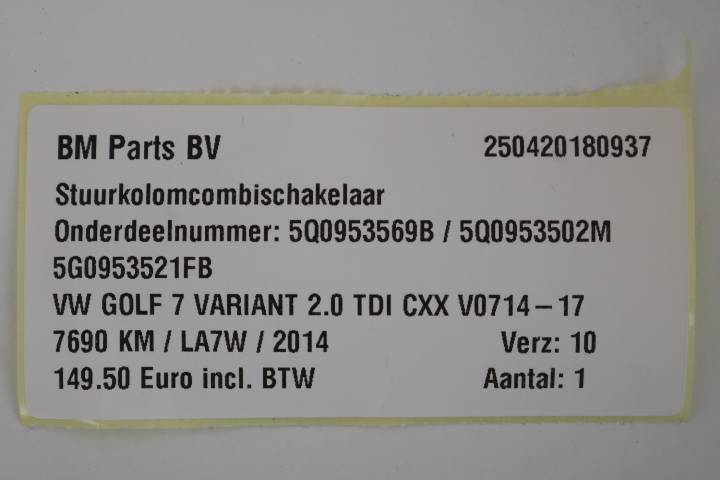 BM Parts BV 250420180937
Stuurkolomcombischakelaar
Onderdeelnummer: 5Q0953569B / 5Q0953502M
5G0953521FB
VW GOLF 7 VARIANT 2.0 TDI CXX V0714-17
7690 KM / LA7W / 2014 Verz: 10
149.50 Euro incl. BTW Aantal: 1